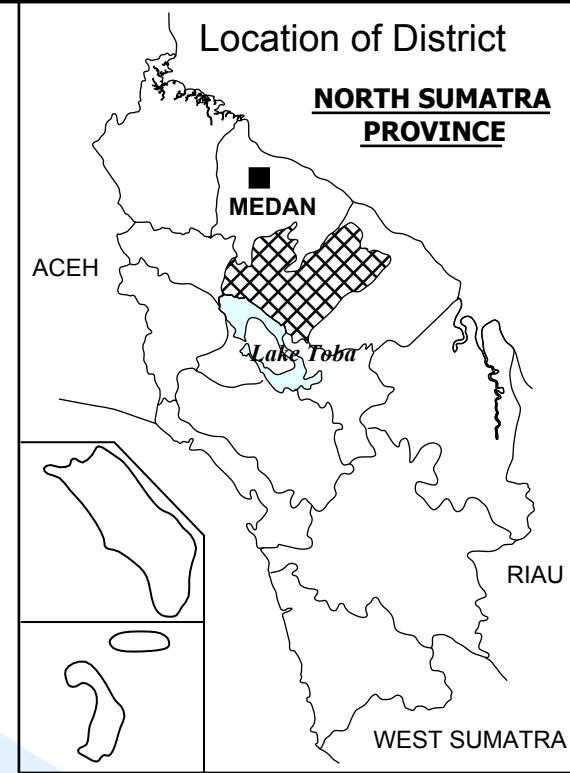 Location of District
NORTH SUMATRA
PROVINCE
MEDAN
ACEH
Lake Toba
RIAU
WEST SUMATRA